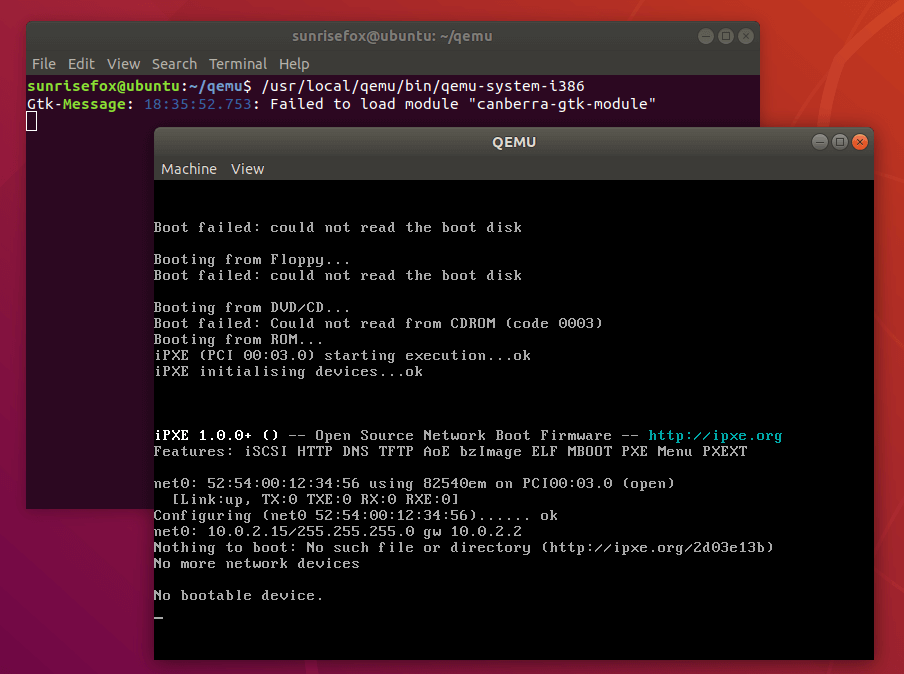 sunrisefox@ubuntu: ~/qemu
File Edit View Search Terminal Help
sunrisefox@ubuntu:~/qemu$ /usr/local/qemu/bin/qemu-system-i386
Gtk-Message: 18:35:52.753: Failed to load module "canberra-gtk-module"
QEMU
Machine View
Boot failed: could not read the boot disk
Booting from Floppy...
Boot failed: could not read the boot disk
Booting from DVD/CD...
Boot failed: Could not read from CDROM (code 0003)
Booting from ROM...
iPXE (PCI 00:03.0) starting execution...ok
iPXE initialising devices...ok
iPXE 1.0.0+ () -- Open Source Network Boot Firmware -- http://ipxe.org
Features: iSCSI HTTP DNS TFTP AoE bzImage ELF MBOOT PXE Menu PXEXT
net0: 52:54:00:12:34:56 using 82540em on PCI00:03.0 (open)
[Link:up, TX:0 TXE:0 RX:0 RXE:0]
Configuring (net0 52:54:00:12:34:56)...... ok
net0: 10.0.2.15/255.255.255.0 gw 10.0.2.2
Nothing to boot: No such file or directory (http://ipxe.org/2d03e13b)
No more network devices
No bootable device.